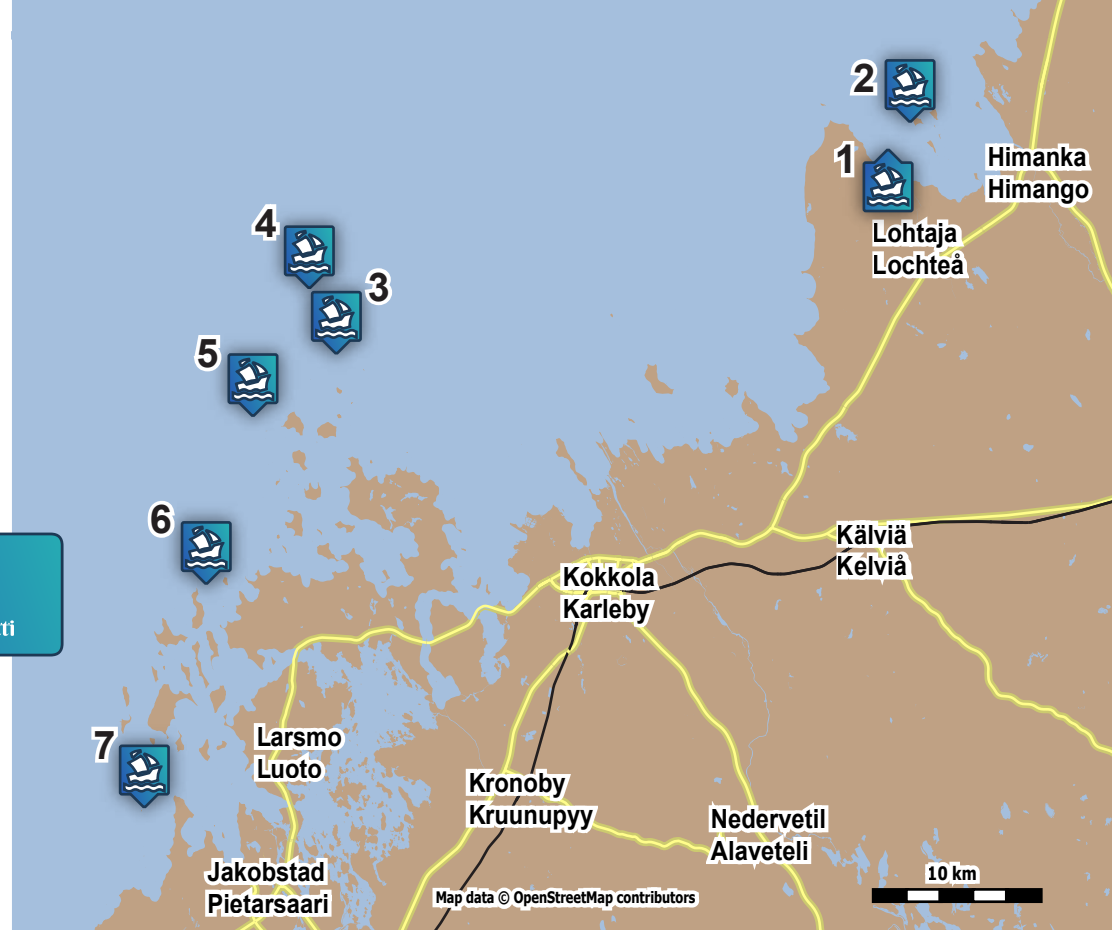 2
1
Himanka
Himango
Lohtaja
Lochteå
4
3
5
6
Kälviä
Kelviå
Kokkola
Karleby
7
Larsmo
Luoto
Kronoby
Kruunupyy
Nedervetil
Alaveteli
Jakobstad
Pietarsaari
10 km
Map data © OpenStreetMap contributors